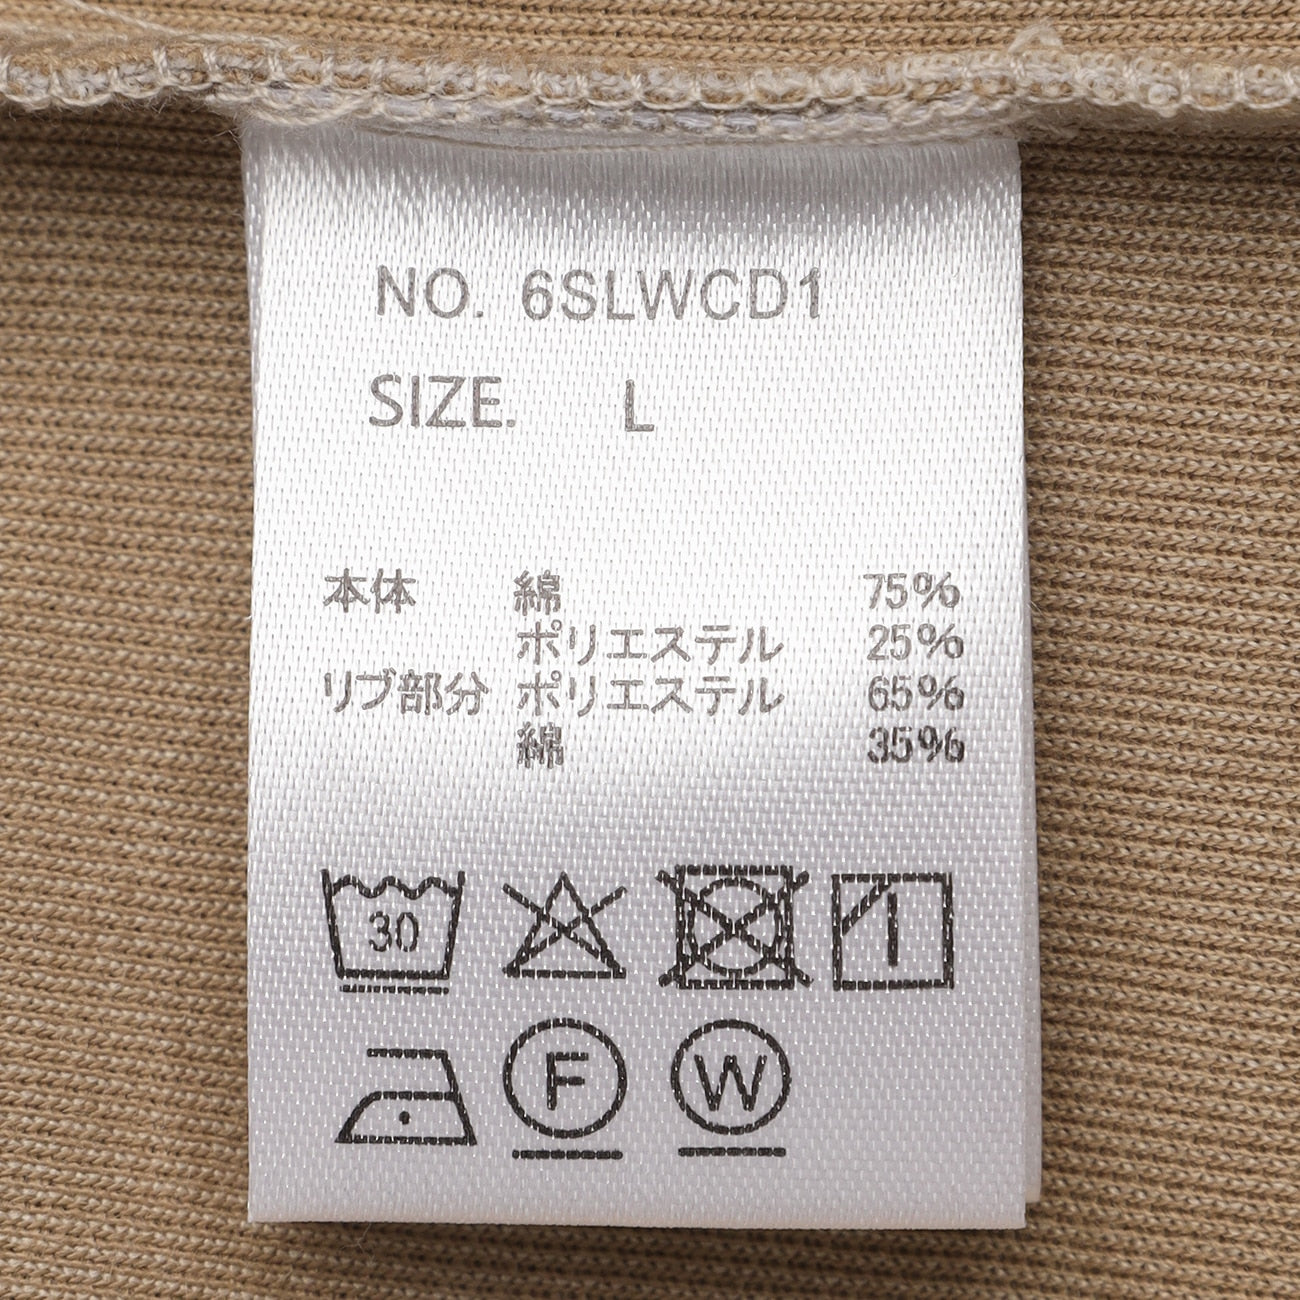 NO. 6SLWCD1
SIZE. L
本体 綿 75%
ポリエステル 25%
リブ部分 ポリエステル 65%
綿 35%
30
F W